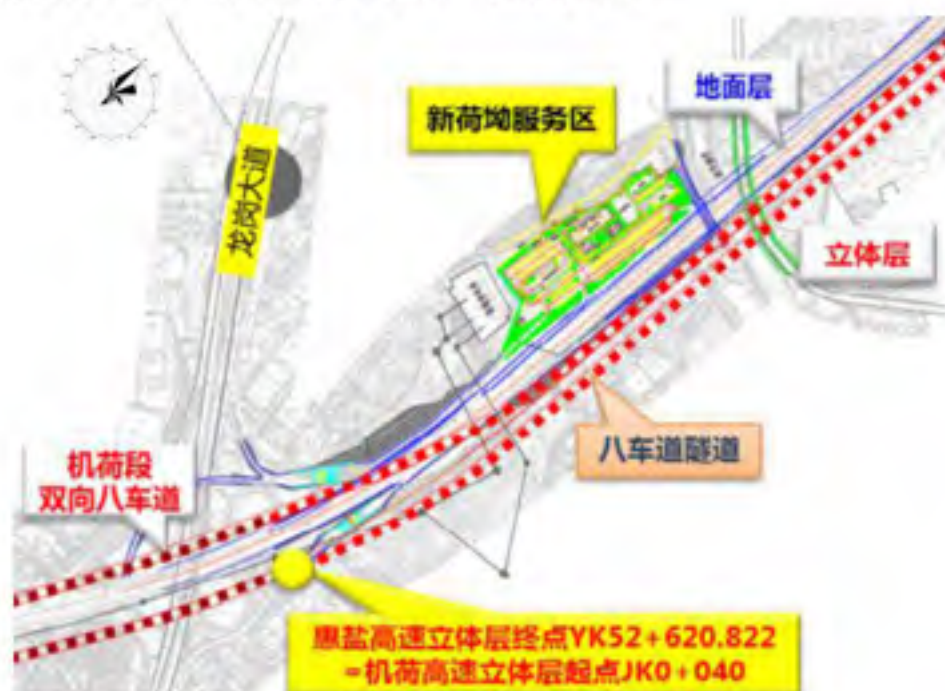 地面层
新荷坳服务区
龙岗大道
立体层
八车道隧道
机荷段
双向八车道
惠盐高速立体层终点YK52+620.822
=机荷高速立体层起点JK0+040